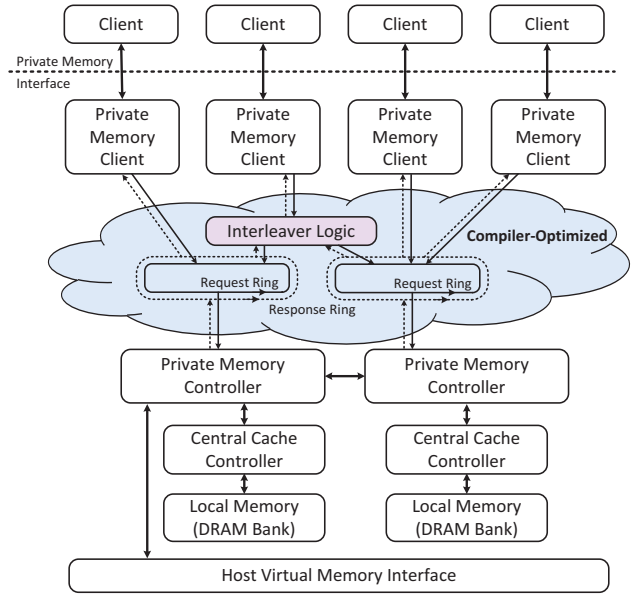 Client Client Client Client
Private Memory
Interface
Private Private Private Private
Memory Memory Memory Memory
Client Client Client Client
Interleaver Logic
Compiler-Optimized
Request Ring Request Ring
Response Ring
Private Memory Private Memory
Controller Controller
Central Cache Central Cache
Controller Controller
Local Memory Local Memory
(DRAM Bank) (DRAM Bank)
Host Virtual Memory Interface